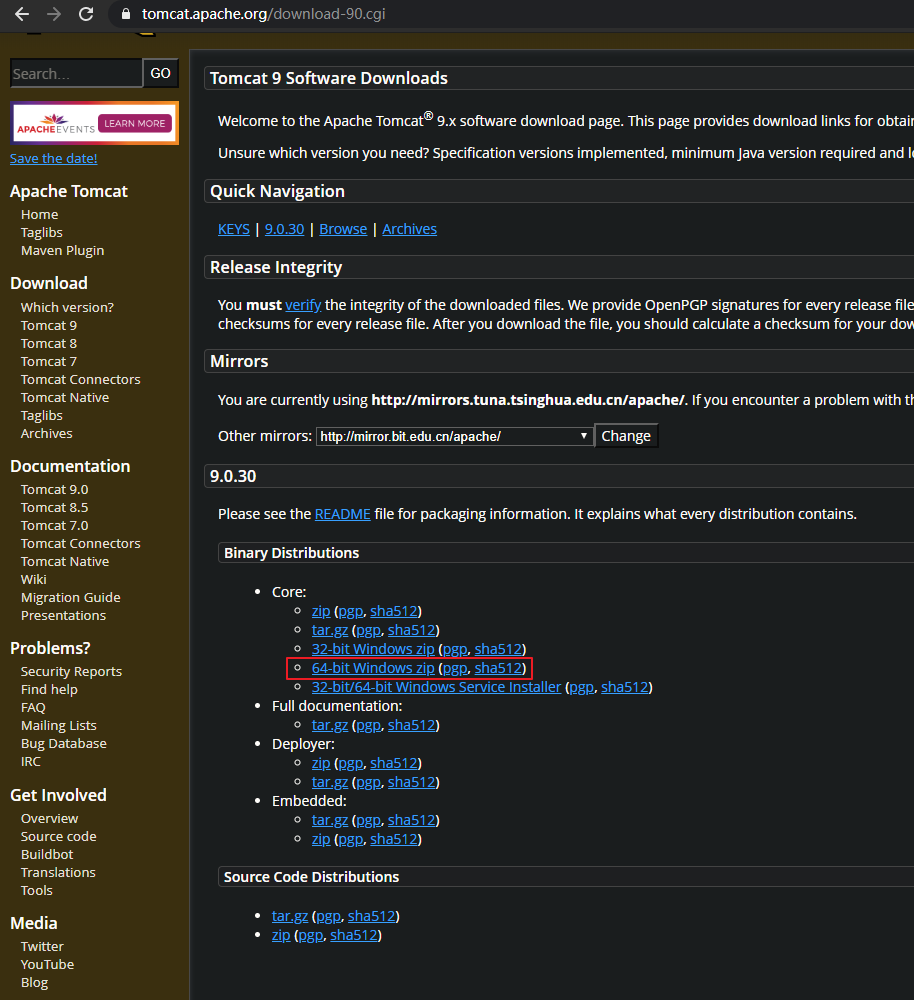 tomcat.apache.org/download-90.cgi
Search...
GO
APACHEEVENTS LEARN MORE
Save the date!
Apache Tomcat
Home
Taglibs
Maven Plugin
Download
Which version?
Tomcat 9
Tomcat 8
Tomcat 7
Tomcat Connectors
Tomcat Native
Taglibs
Archives
Documentation
Tomcat 9.0
Tomcat 8.5
Tomcat 7.0
Tomcat Connectors
Tomcat Native
Wiki
Migration Guide
Presentations
Problems?
Security Reports
Find help
FAQ
Mailing Lists
Bug Database
IRC
Get Involved
Overview
Source code
Buildbot
Translations
Tools
Media
Twitter
YouTube
Blog
Tomcat 9 Software Downloads
Welcome to the Apache Tomcat® 9.x software download page. This page provides download links for obtain
Unsure which version you need? Specification versions implemented, minimum Java version required and lo
Quick Navigation
KEYS | 9.0.30 | Browse | Archives
Release Integrity
You must verify the integrity of the downloaded files. We provide OpenPGP signatures for every release file
checksums for every release file. After you download the file, you should calculate a checksum for your dow
Mirrors
You are currently using http://mirrors.tuna.tsinghua.edu.cn/apache/. If you encounter a problem with th
Other mirrors: http://mirror.bit.edu.cn/apache/ Change
9.0.30
Please see the README file for packaging information. It explains what every distribution contains.
Binary Distributions
Core:
zip (pgp, sha512)
tar.gz (pgp, sha512)
32-bit Windows zip (pgp, sha512)
64-bit Windows zip (pgp, sha512)
32-bit/64-bit Windows Service Installer (pgp, sha512)
Full documentation:
tar.gz (pgp, sha512)
Deployer:
zip (pgp, sha512)
tar.gz (pgp, sha512)
Embedded:
tar.gz (pgp, sha512)
zip (pgp, sha512)
Source Code Distributions
tar.gz (pgp, sha512)
zip (pgp, sha512)